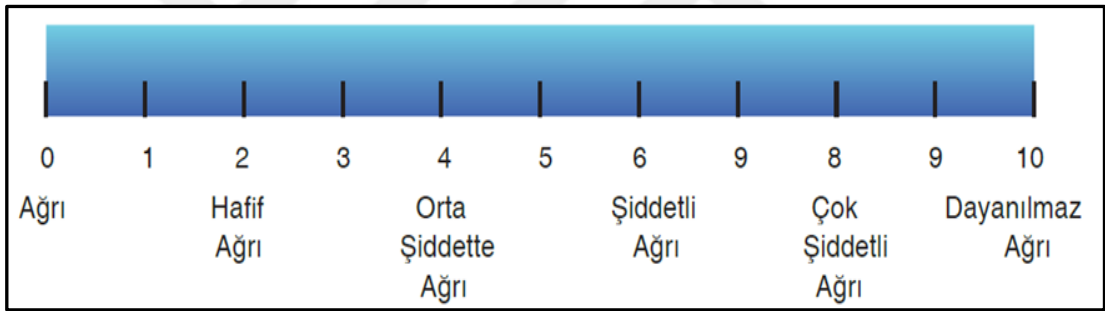 0 1 2 3 4 5 6 9 8 9 10
Ağrı Hafif Orta Şiddetli Çok Dayanılmaz
Ağrı Şiddette Ağrı Şiddetli Ağrı
Ağrı Ağrı